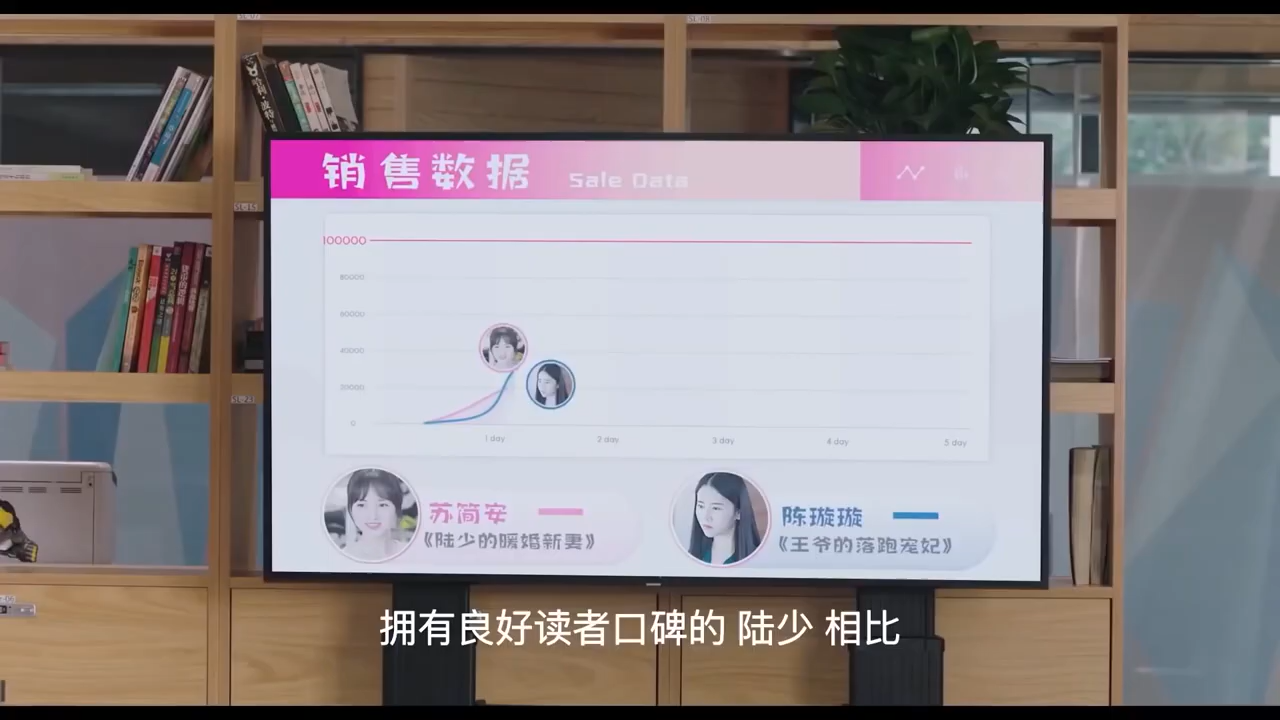 销售数据 Sale Data
100000
80000
60000
40000
20000
0
1 day 2 day 3 day 4 day 5 day
苏简安
《陆少的暖婚新妻》
陈璇璇
《王爷的落跑宠妃》
拥有良好读者口碑的 陆少 相比